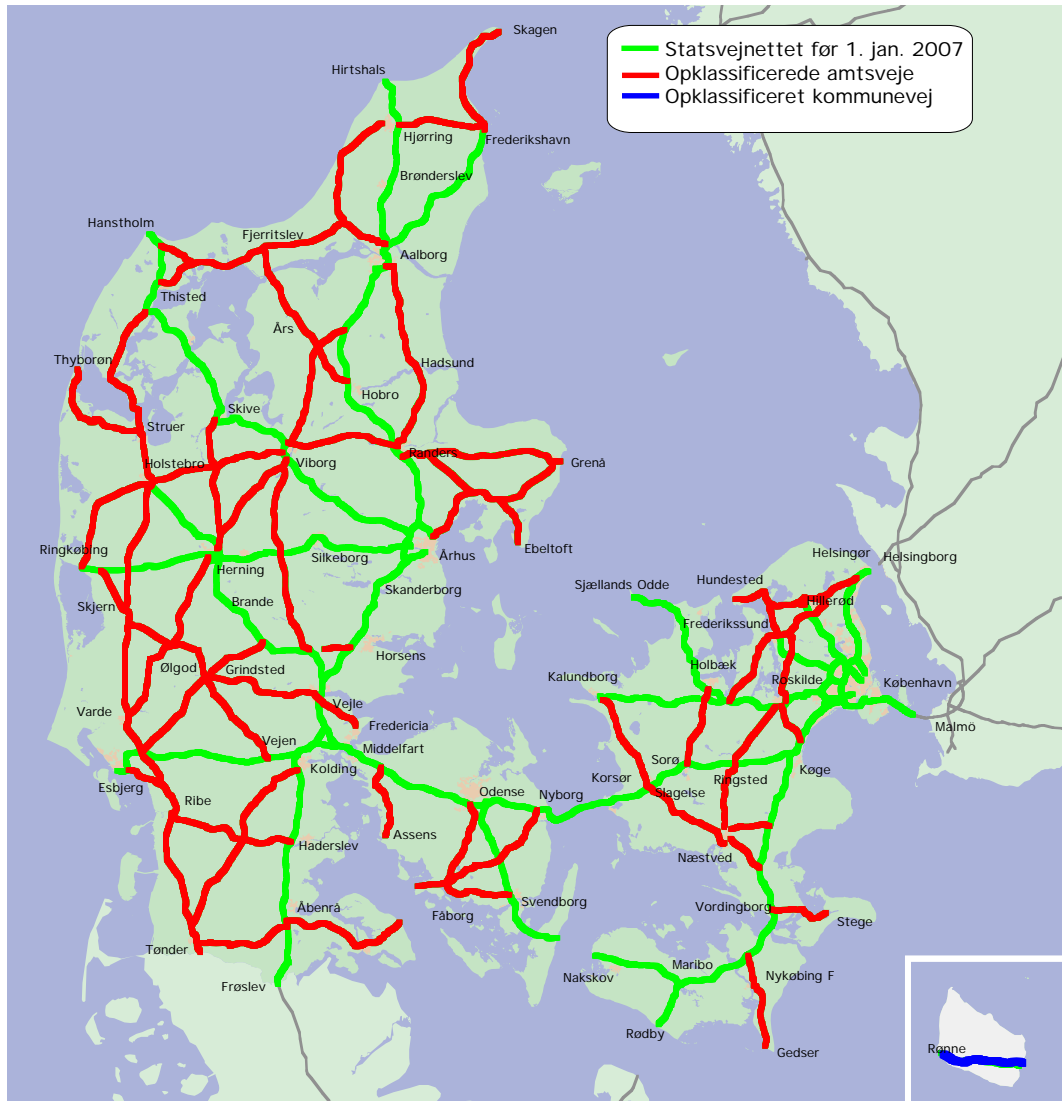 Skagen
Statsvejnettet før 1. jan. 2007
Opklassificerede amtsveje
Opklassificeret kommunevej
Hirtshals
Hjørring
Frederikshavn
Brønderslev
Hanstholm
Fjerritslev
Aalborg
Thisted
Års
Thyborøn
Hadsund
Hobro
Skive
Struer
Holstebro
Viborg
Randers
Grenå
Ringkøbing
Herning
Silkeborg
Århus
Ebeltoft
Skanderborg
Helsingør
Helsingborg
Hundested
Sjællands Odde
Hillerød
Skjern
Brande
Frederikssund
Ølgod
Grindsted
Horsens
Holbæk
Kalundborg
Roskilde
København
Varde
Vejle
Fredericia
Malmö
Vejen
Middelfart
Kolding
Sorø
Køge
Esbjerg
Korsør
Ringsted
Odense
Nyborg
Slagelse
Ribe
Assens
Haderslev
Næstved
Svendborg
Vordingborg
Åbenrå
Fåborg
Stege
Tønder
Nakskov
Maribo
Nykøbing F
Frøslev
Rødby
Gedser
Rønne